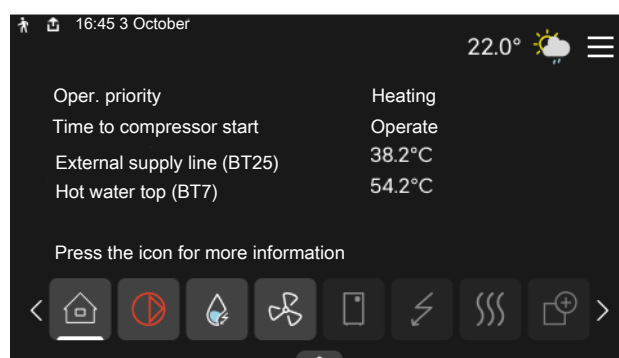 16:45 3 October
22.0°
Oper. priority Heating
Time to compressor start Operate
External supply line (BT25) 38.2°C
Hot water top (BT7) 54.2°C
Press the icon for more information